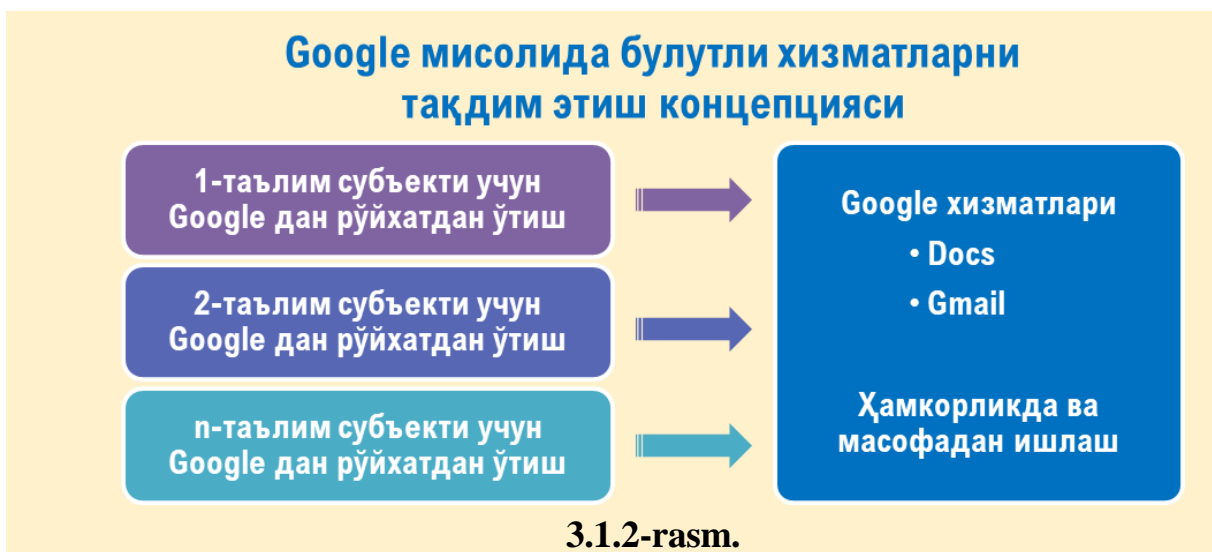 Google мисолида булутли хизматларни
тақдим этиш концепцияси
1-таълим субъекти учун
Google дан рўйхатдан ўтиш
2-таълим субъекти учун
Google дан рўйхатдан ўтиш
n-таълим субъекти учун
Google дан рўйхатдан ўтиш
Google хизматлари
• Docs
• Gmail
Ҳамкорликда ва
масофадан ишлаш
3.1.2-rasm.